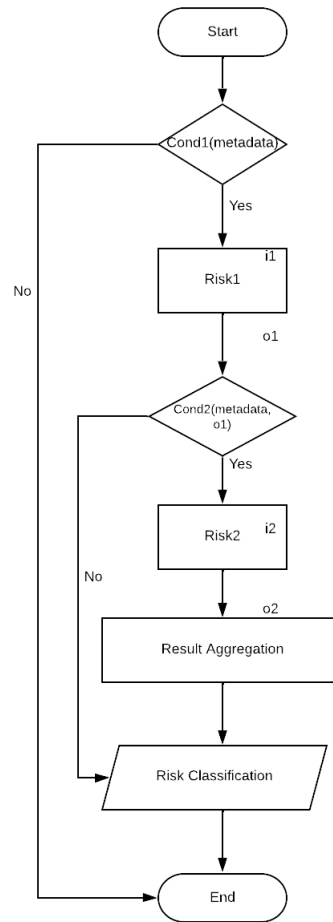 Start
Cond1(metadata)
Yes
i1
Risk1
No
o1
Cond2(metadata,
o1)
Yes
i2
Risk2
No
o2
Result Aggregation
Risk Classification
End